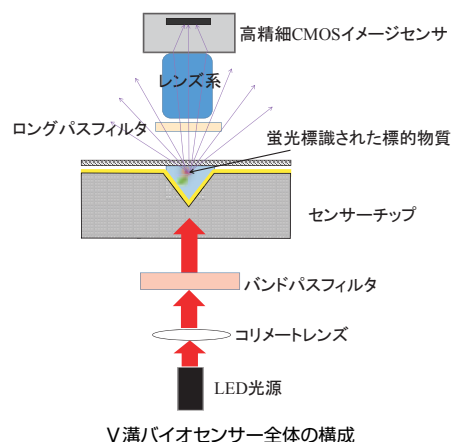 高精細CMOSイメージセンサ
レンズ系
ロングパスフィルタ
蛍光標識された標的物質
センサーチップ
バンドパスフィルタ
コリメートレンズ
LED光源
V溝バイオセンサー全体の構成